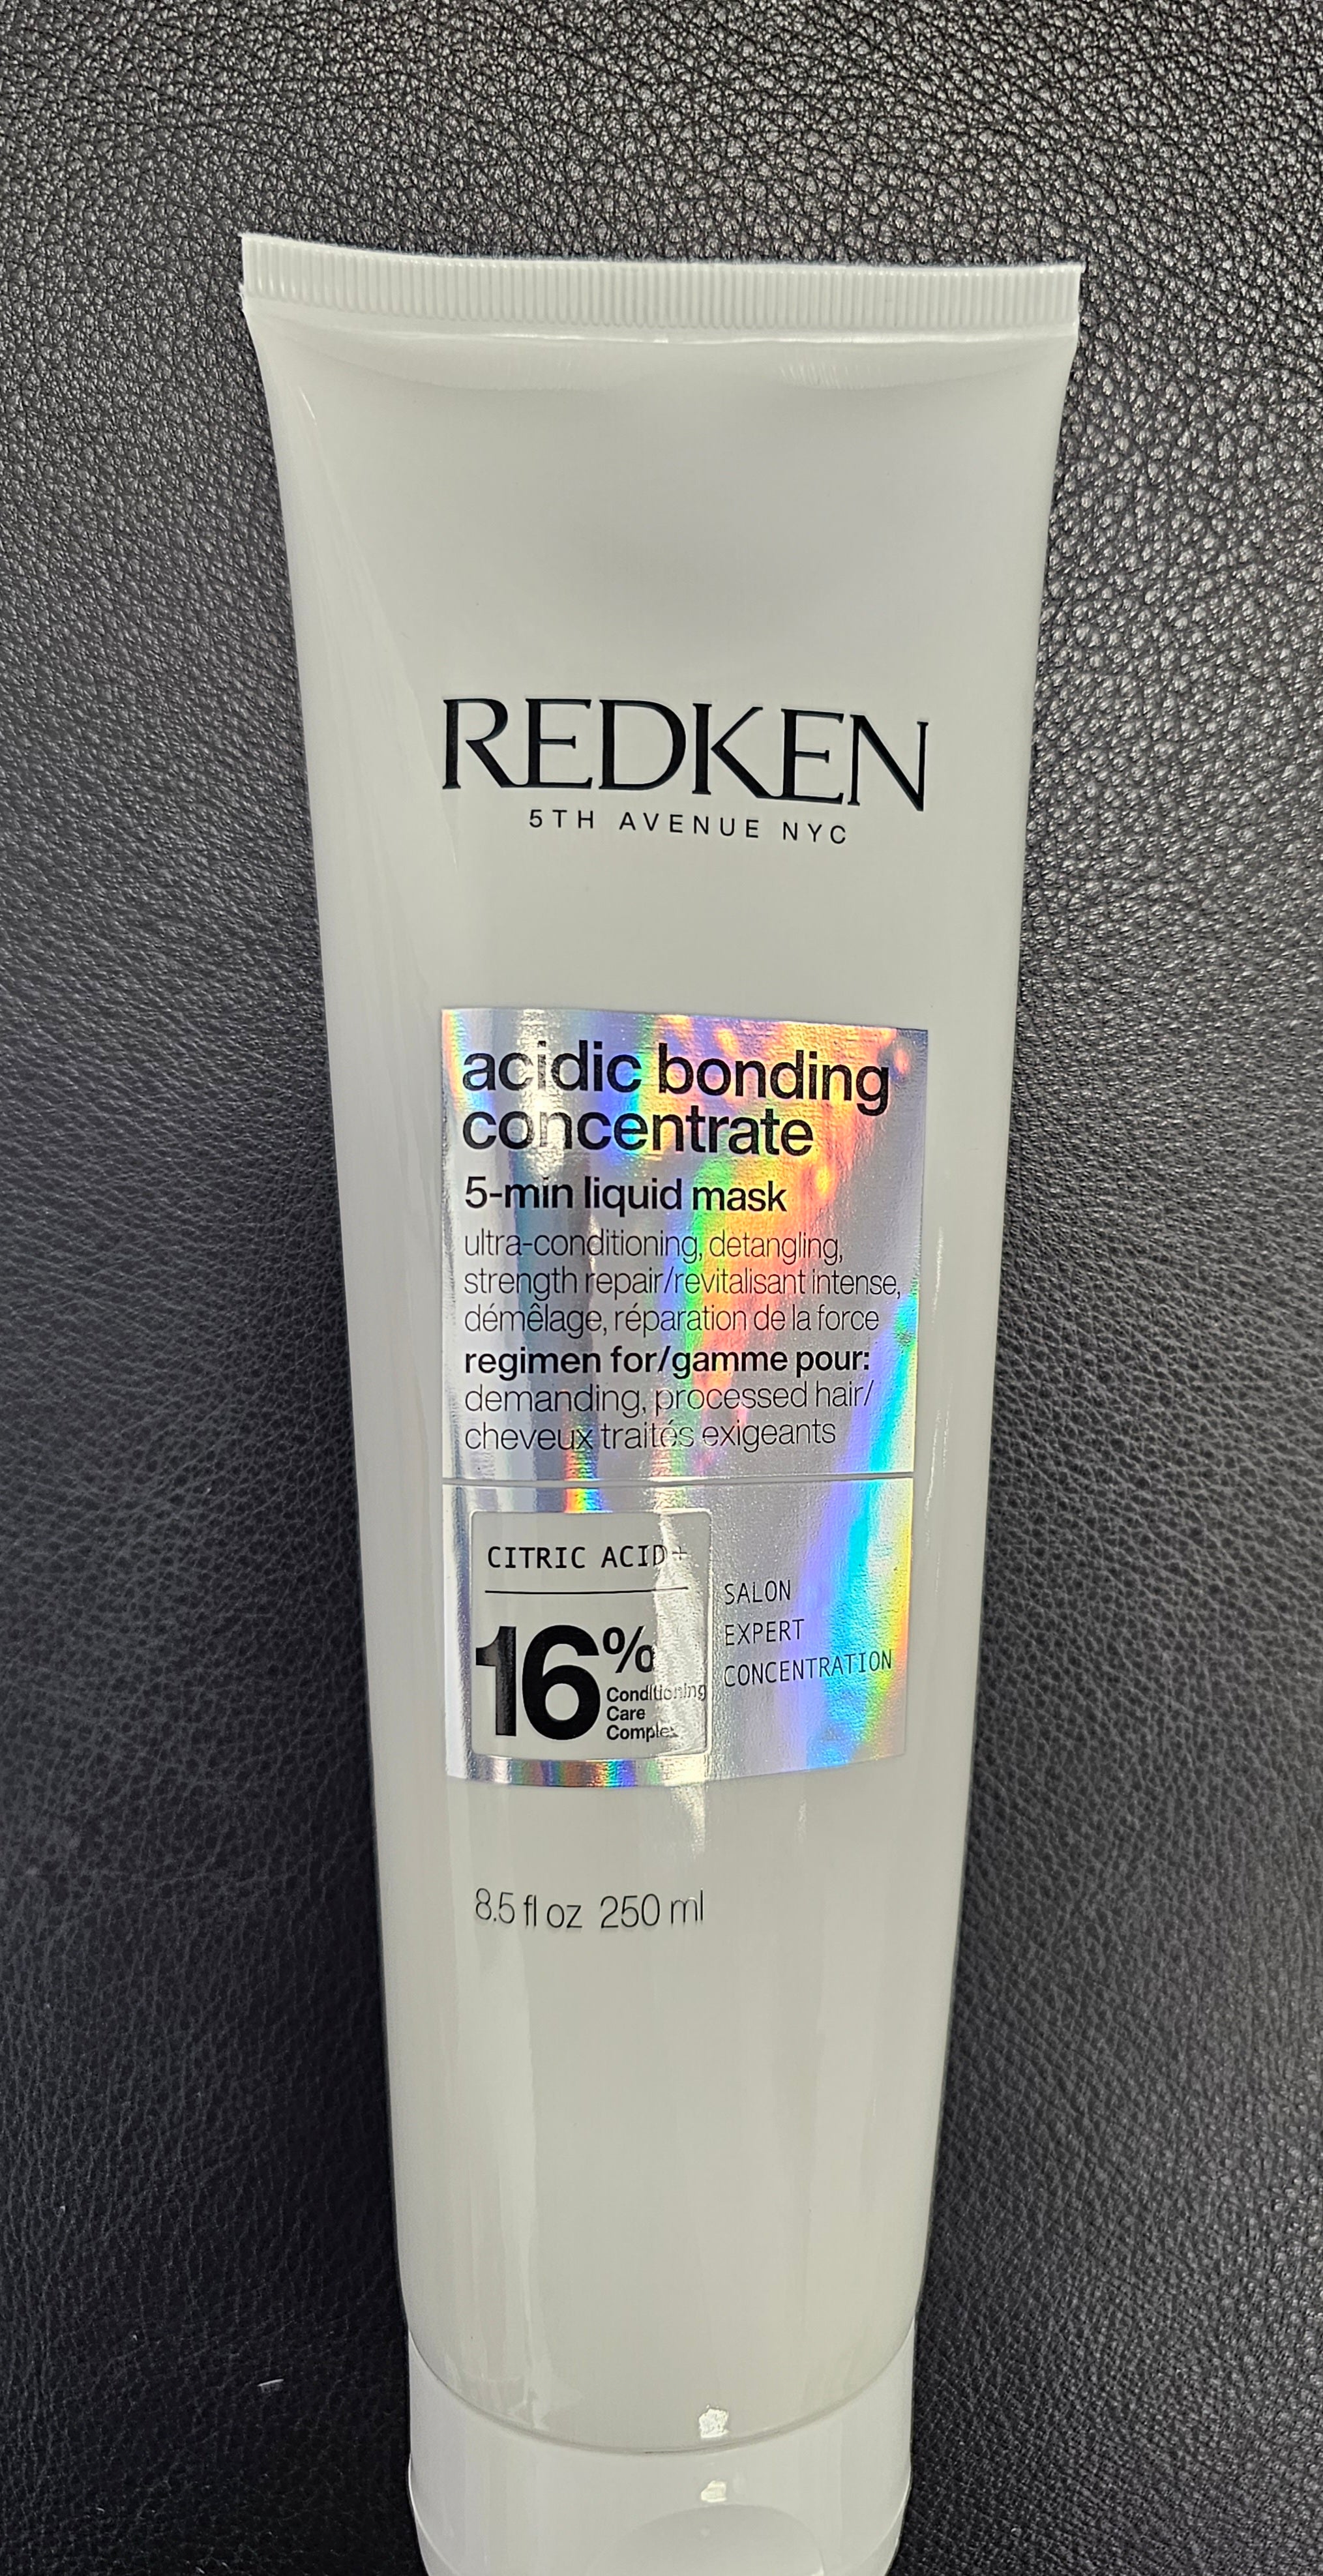 REDKEN
5TH AVENUE NYC
acidic bonding
concentrate
5-min liquid mask
ultra-conditioning, detangling,
strength repair/revitalisant intense,
démêlage, réparation de la force
regimen for/gamme pour:
demanding, processed hair/
cheveux traités exigeants
CITRIC ACID+
16%
Conditioning
Care
Complex
SALON
EXPERT
CONCENTRATION
8.5 fl oz 250 ml